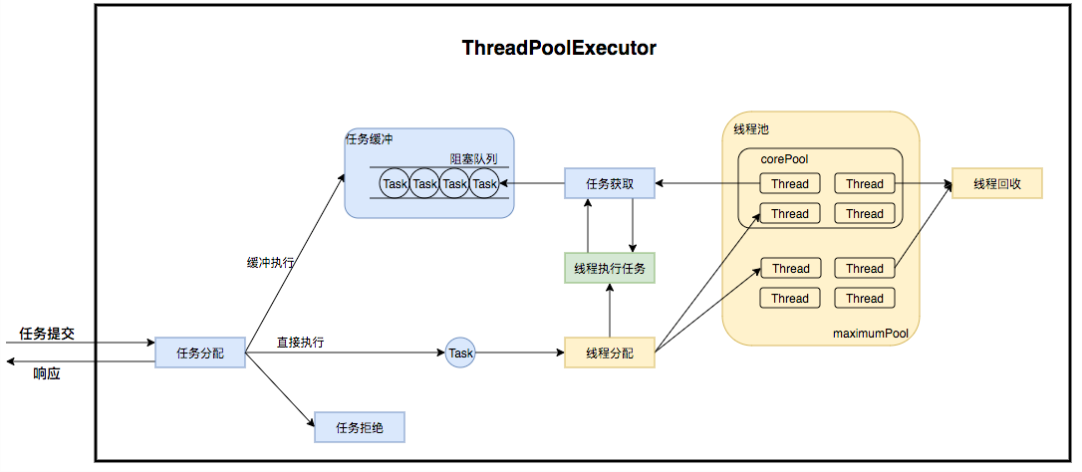 ThreadPoolExecutor
任务缓冲
阻塞队列
Task Task Task Task
任务获取
线程池
corePool
Thread Thread
Thread Thread
线程回收
缓冲执行
线程执行任务
Thread Thread
Thread Thread
maximumPool
任务提交
响应
任务分配
直接执行
Task
线程分配
任务拒绝